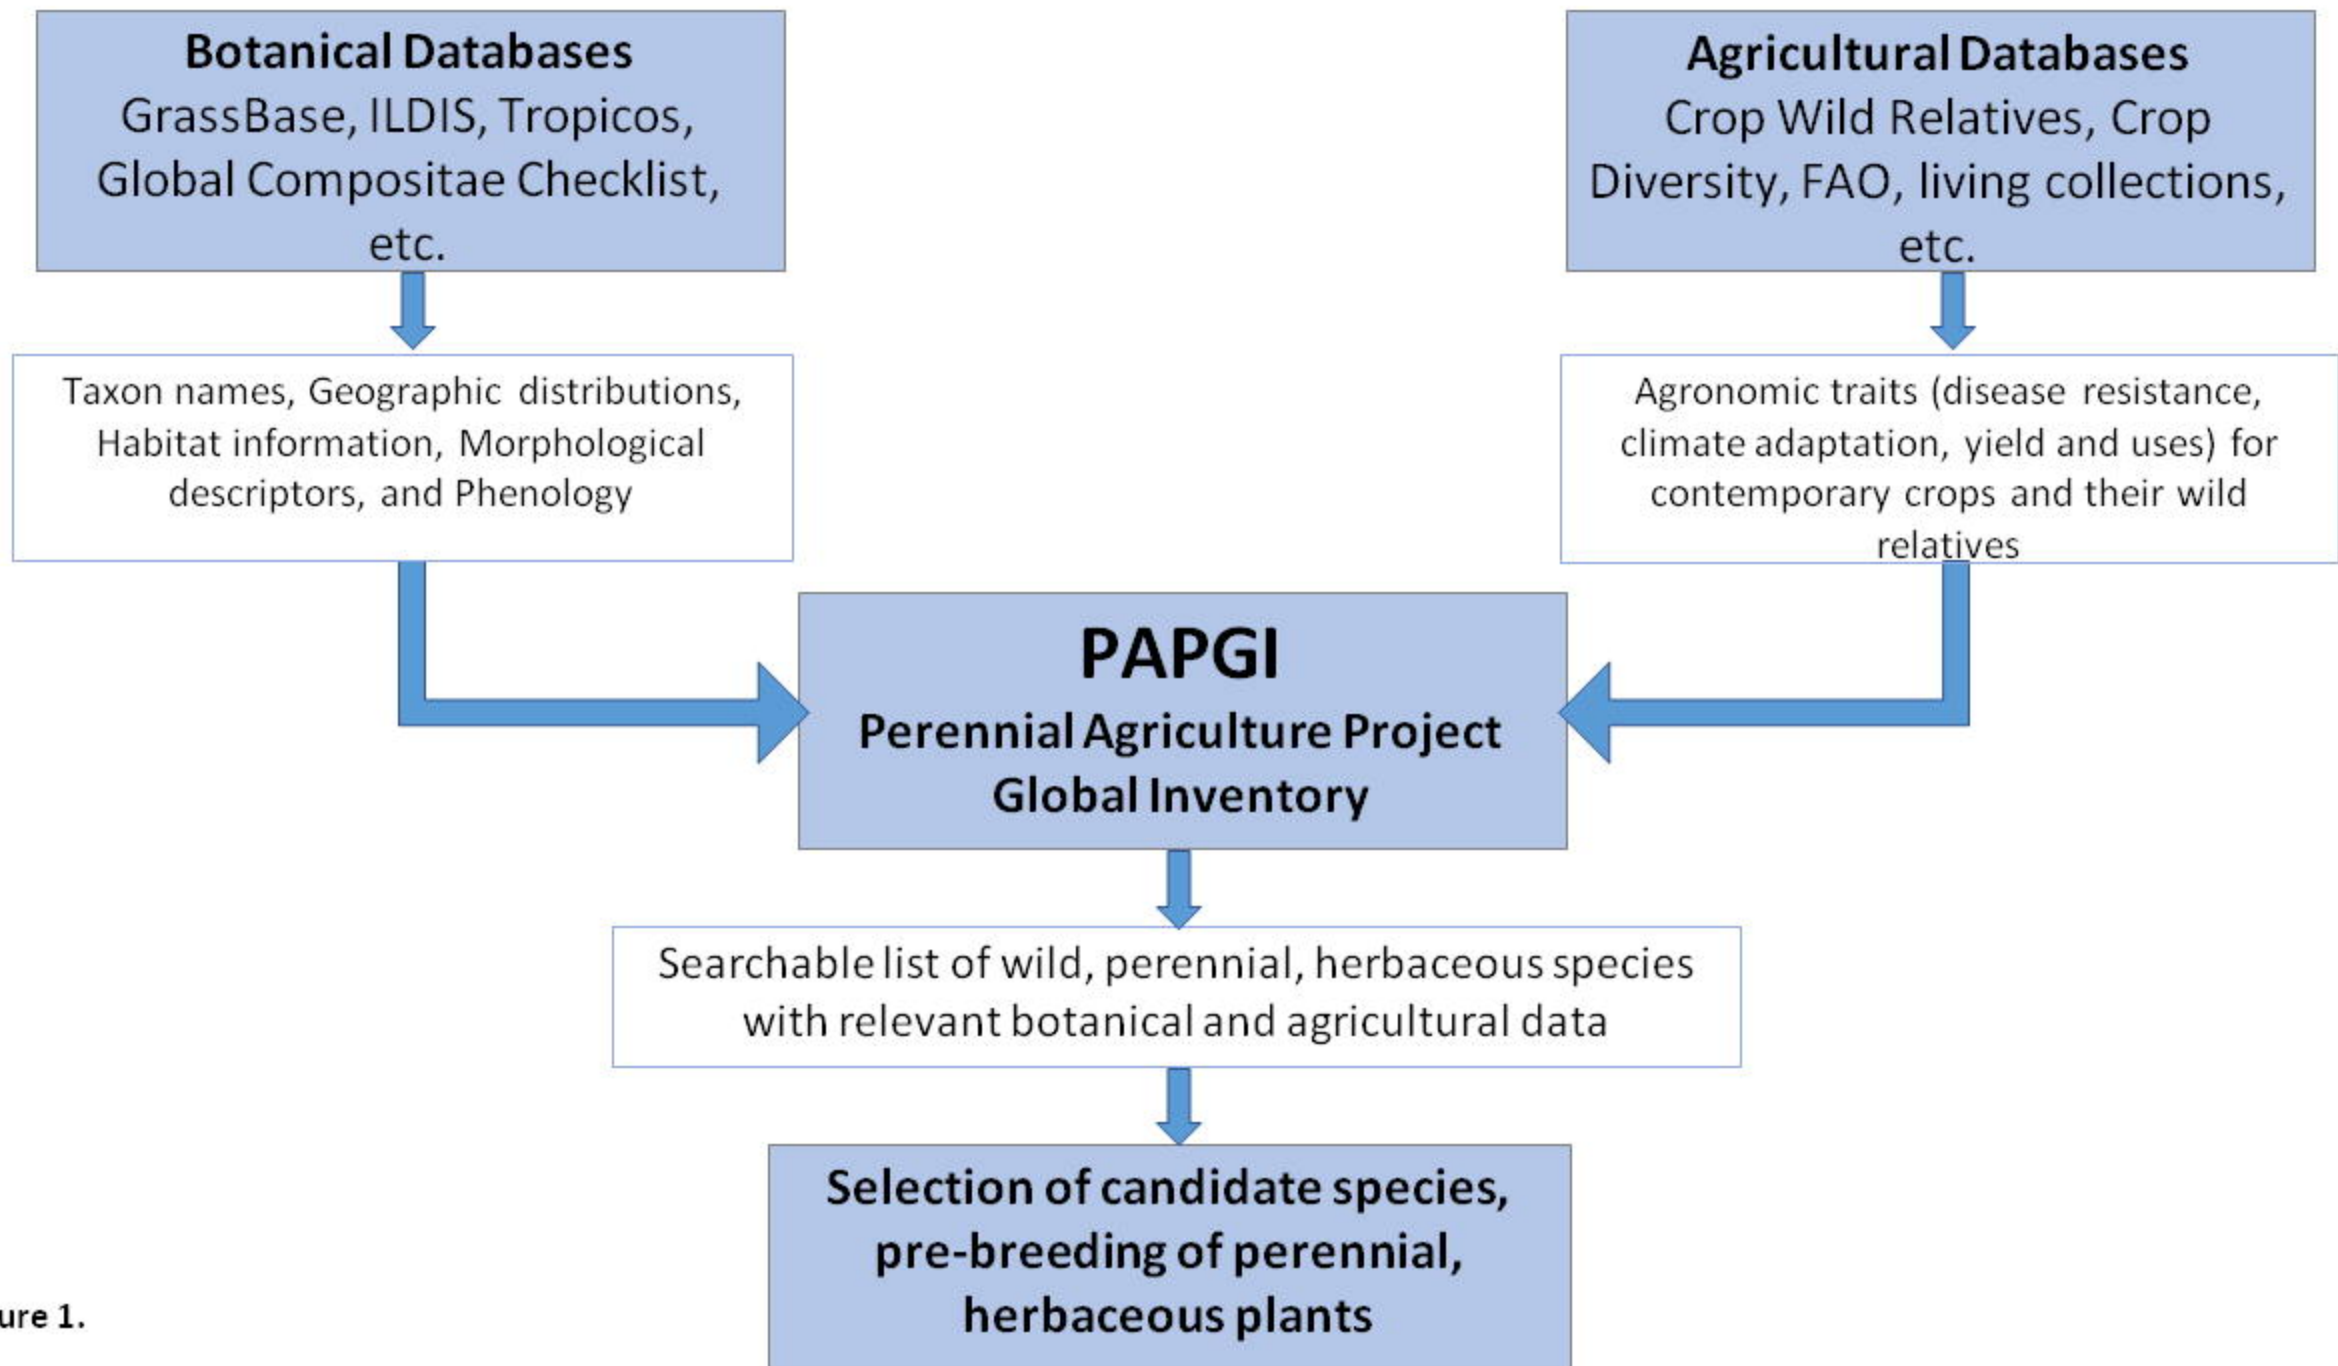 Botanical Databases
GrassBase, ILDIS, Tropicos,
Global Compositae Checklist,
etc.
Agricultural Databases
Crop Wild Relatives, Crop
Diversity, FAO, living collections,
etc.
Taxon names, Geographic distributions,
Habitat information, Morphological
descriptors, and Phenology
Agronomic traits (disease resistance,
climate adaptation, yield and uses) for
contemporary crops and their wild
relatives
PAPGI
Perennial Agriculture Project
Global Inventory
Searchable list of wild, perennial, herbaceous species
with relevant botanical and agricultural data
Selection of candidate species,
pre-breeding of perennial,
herbaceous plants
ure 1.